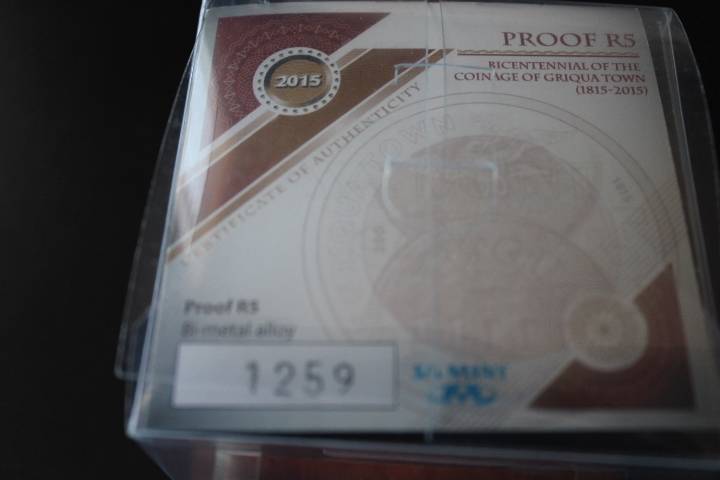 PROOF R5
2015
BICENTENNIAL OF THE
COINAGE OF GRIQUA TOWN
(1815-2015)
CERTIFICATE OF AUTHENTICITY
Proof R5
Bi-metal alloy
1259
SA MINT